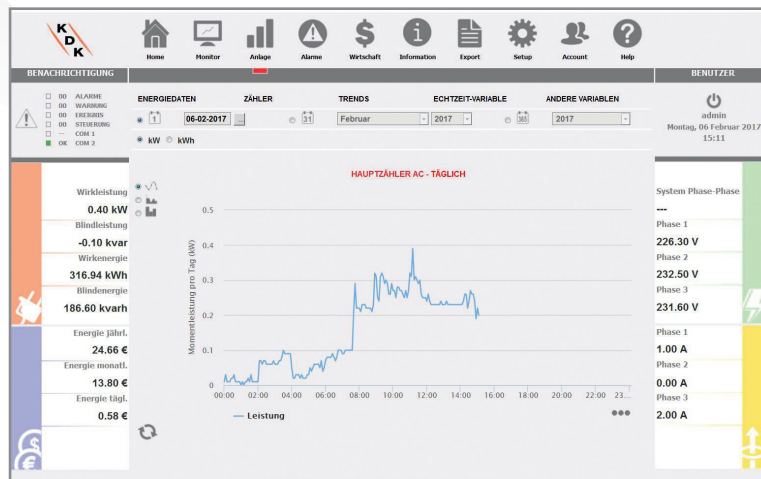 K
D
K
Home Monitor Anlage Alarme Wirtschaft Information Export Setup Account Help
BENACHRICHTIGUNG
BENUTZER
00 ALARME
00 WARNUNG
00 EREIGNIS
00 STEUERUNG
-- COM 1
OK COM 2
ENERGIEDATEN ZÄHLER TRENDS ECHTZEIT-VARIABLE ANDERE VARIABLEN
1 06-02-2017 ... 31 Februar 2017 365 2017
kW kWh
admin
Montag, 06 Februar 2017
15:11
Wirkleistung
0.40 kW
Blindleistung
-0.10 kvar
Wirkenergie
316.94 kWh
Blindenergie
186.60 kvarh
Energie jährl.
24.66 €
Energie monatl.
13.80 €
Energie tägl.
0.58 €
HAUPTZÄHLER AC - TÄGLICH
Momentleistung pro Tag (kW)
0.5
0.4
0.3
0.2
0.1
0
00:00 02:00 04:00 06:00 08:00 10:00 12:00 14:00 16:00 18:00 20:00 22:00 23...
Leistung
System Phase-Phase
---
Phase 1
226.30 V
Phase 2
232.50 V
Phase 3
231.60 V
Phase 1
1.00 A
Phase 2
0.00 A
Phase 3
2.00 A